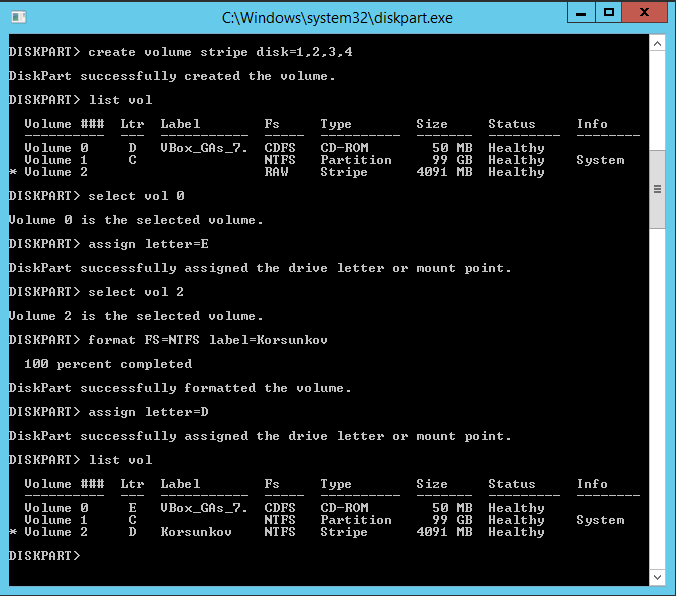 C:\Windows\system32\diskpart.exe
DISKPART> create volume stripe disk=1,2,3,4
DiskPart successfully created the volume.
DISKPART> list vol
  Volume ###  Ltr  Label        Fs     Type        Size     Status     Info
  ----------  ---  -----------  -----  ----------  -------  ---------  --------
  Volume 0     D   VBox_GAs_7.  CDFS   CD-ROM        50 MB  Healthy
  Volume 1     C                NTFS   Partition     99 GB  Healthy    System
* Volume 2                      RAW    Stripe      4091 MB  Healthy
DISKPART> select vol 0
Volume 0 is the selected volume.
DISKPART> assign letter=E
DiskPart successfully assigned the drive letter or mount point.
DISKPART> select vol 2
Volume 2 is the selected volume.
DISKPART> format FS=NTFS label=Korsunkov
  100 percent completed
DiskPart successfully formatted the volume.
DISKPART> assign letter=D
DiskPart successfully assigned the drive letter or mount point.
DISKPART> list vol
  Volume ###  Ltr  Label        Fs     Type        Size     Status     Info
  ----------  ---  -----------  -----  ----------  -------  ---------  --------
  Volume 0     E   VBox_GAs_7.  CDFS   CD-ROM        50 MB  Healthy
  Volume 1     C                NTFS   Partition     99 GB  Healthy    System
* Volume 2     D   Korsunkov    NTFS   Stripe      4091 MB  Healthy
DISKPART>